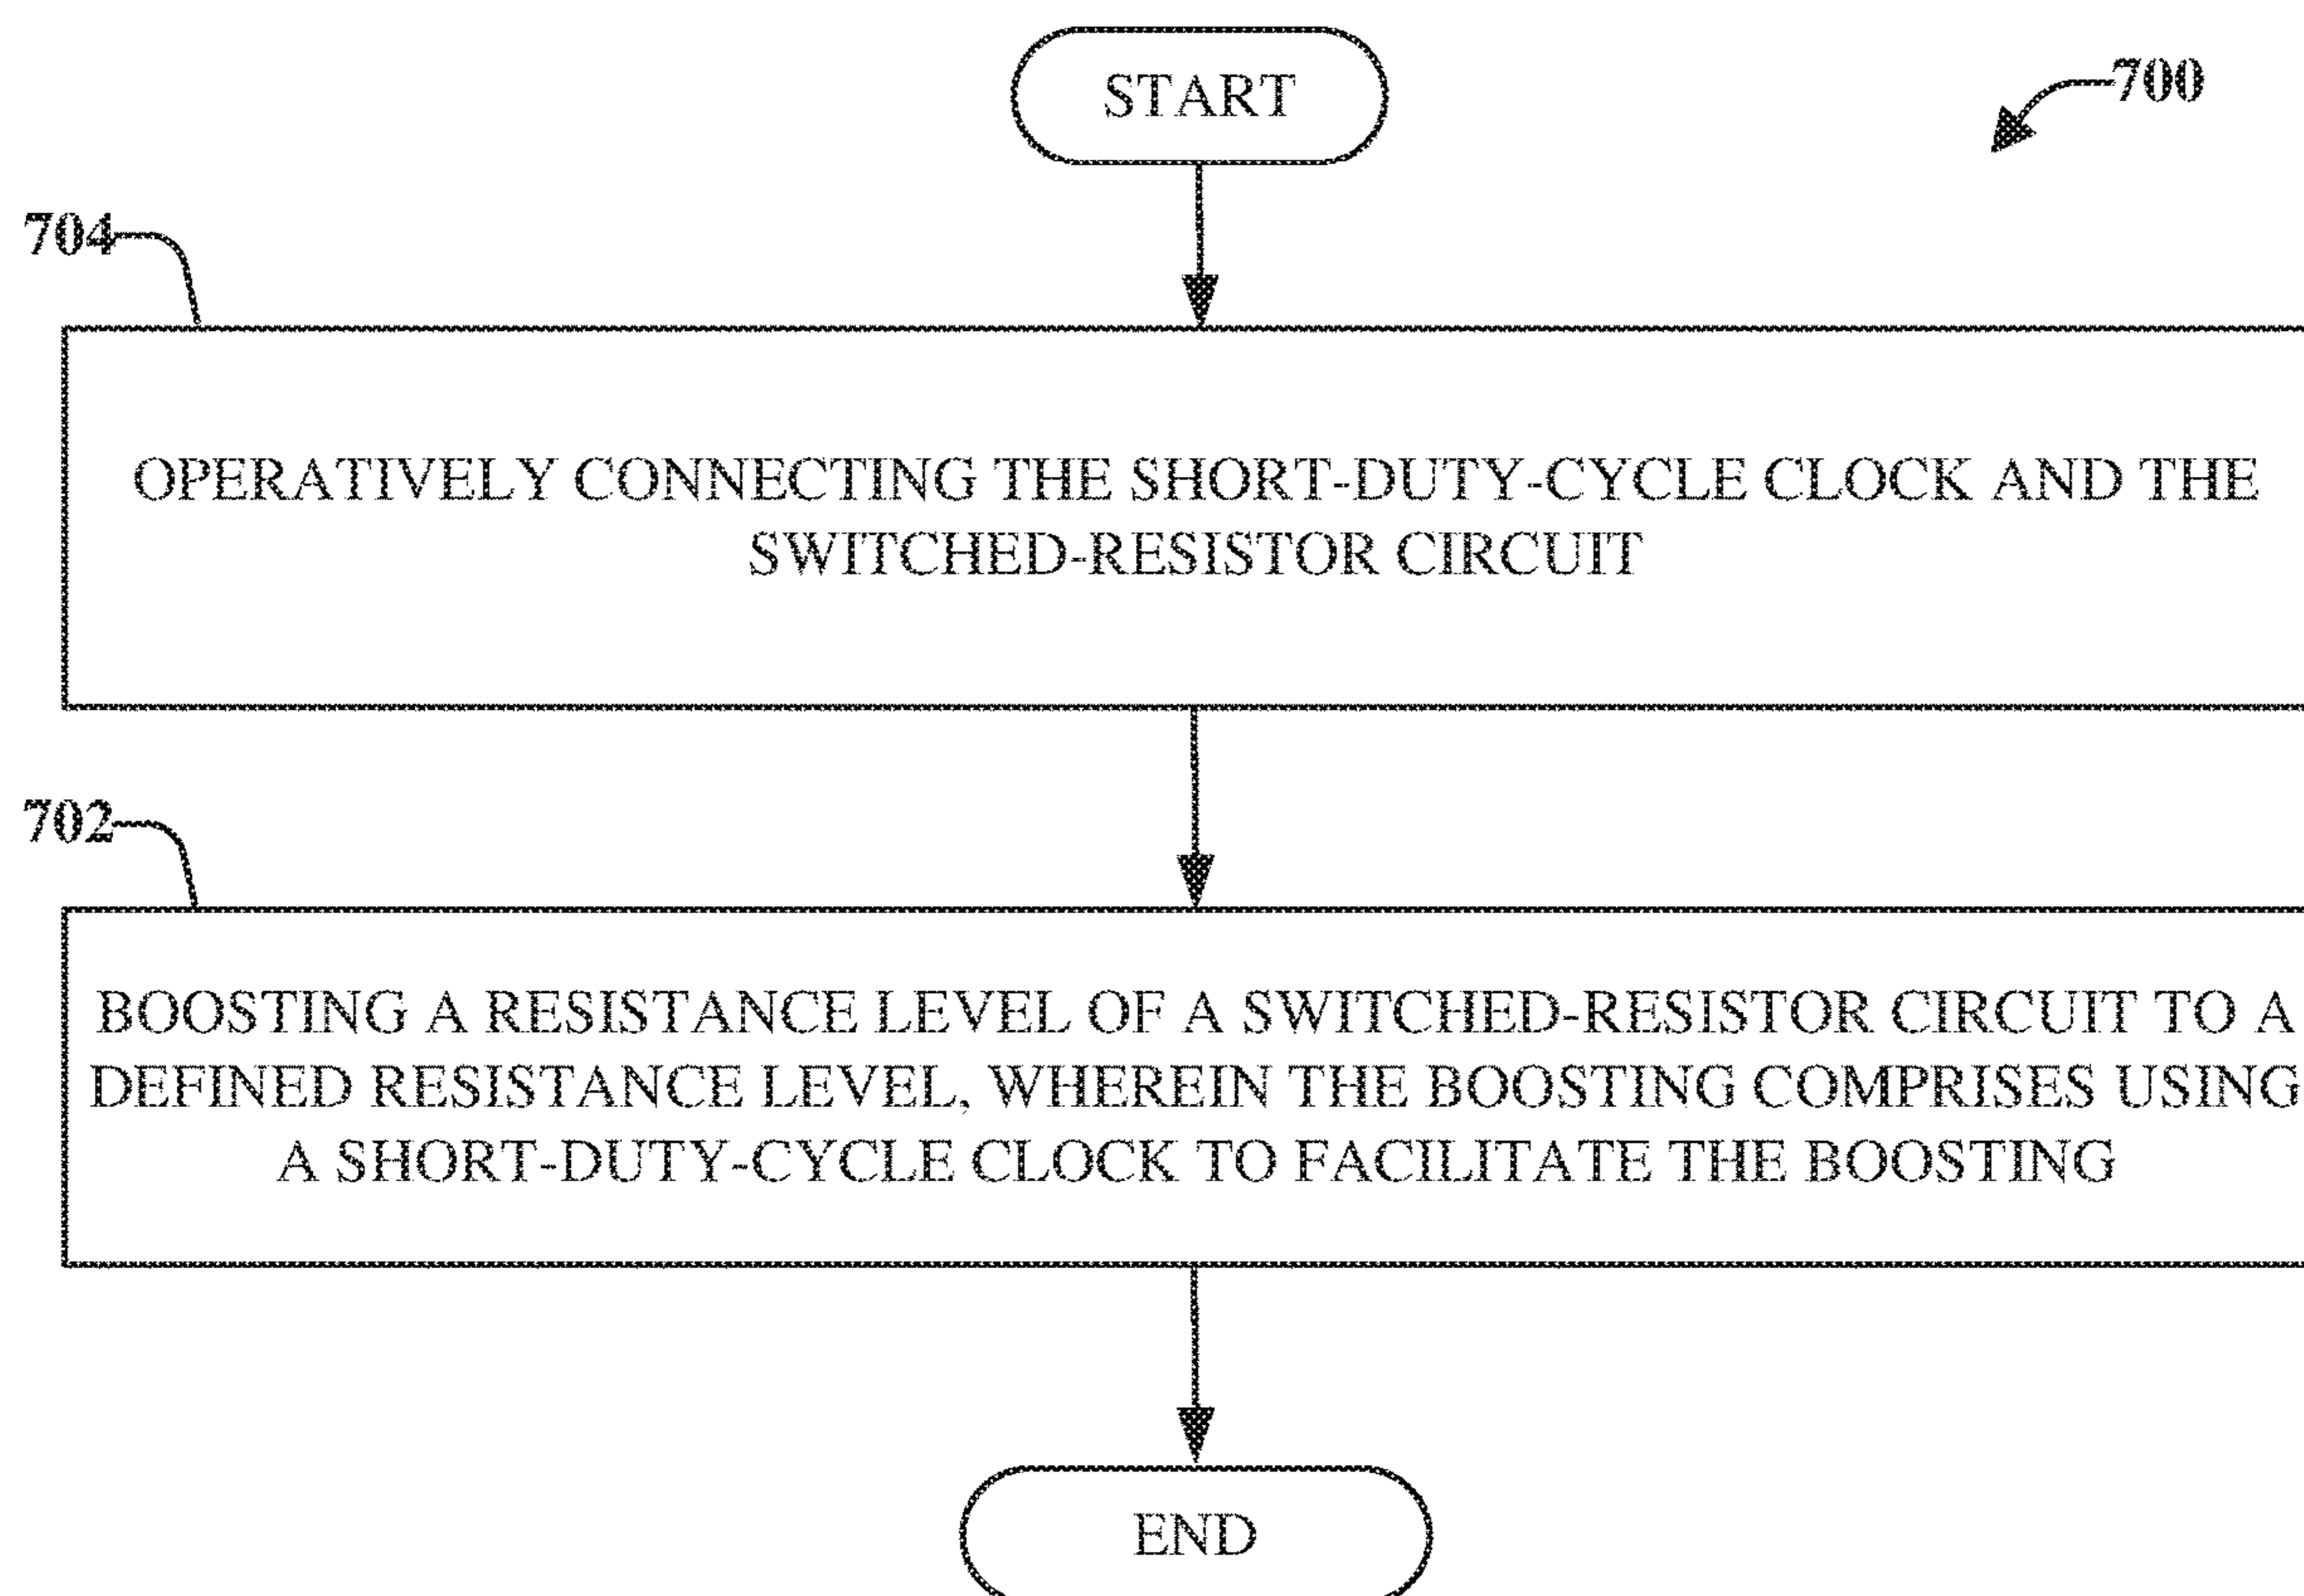 START
700
704
OPERATIVELY CONNECTING THE SHORT-DUTY-CYCLE CLOCK AND THE
SWITCHED-RESISTOR CIRCUIT
702
BOOSTING A RESISTANCE LEVEL OF A SWITCHED-RESISTOR CIRCUIT TO A
DEFINED RESISTANCE LEVEL, WHEREIN THE BOOSTING COMPRISES USING
A SHORT-DUTY-CYCLE CLOCK TO FACILITATE THE BOOSTING
END